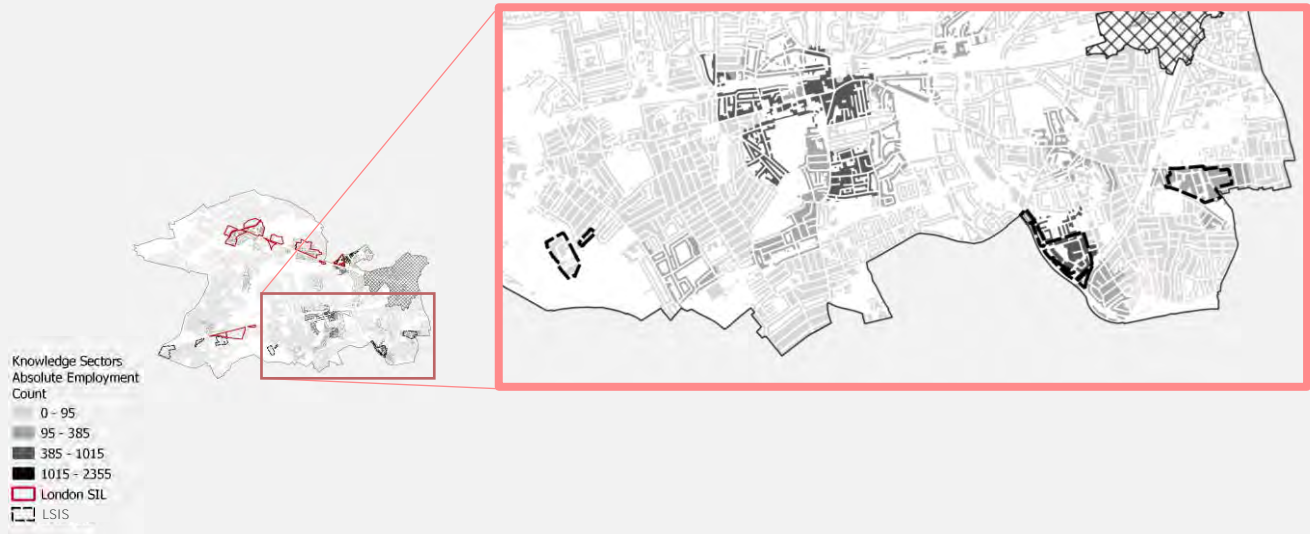 Knowledge Sectors
Absolute Employment
Count
0 - 95
95 - 385
385 - 1015
1015 - 2355
London SIL
LSIS